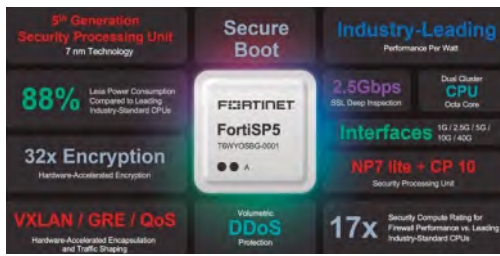 5th Generation
Security Processing Unit
7 nm Technology
Secure
Boot
Industry-Leading
Performance Per Watt
88%
Less Power Consumption
Compared to Leading
Industry-Standard CPUs
FORTINET
FortiSP5
T6WYOSBG-0001
A
2.5Gbps
SSL Deep Inspection
Dual Cluster
CPU
Octa Core
Interfaces
1G / 2.5G / 5G /
10G / 40G
32x Encryption
Hardware-Accelerated Encryption
NP7 lite + CP 10
Security Processing Unit
VXLAN / GRE / QoS
Hardware-Accelerated Encapsulation
and Traffic Shaping
Volumetric
DDoS
Protection
17x
Security Compute Rating for
Firewall Performance vs. Leading
Industry-Standard CPUs